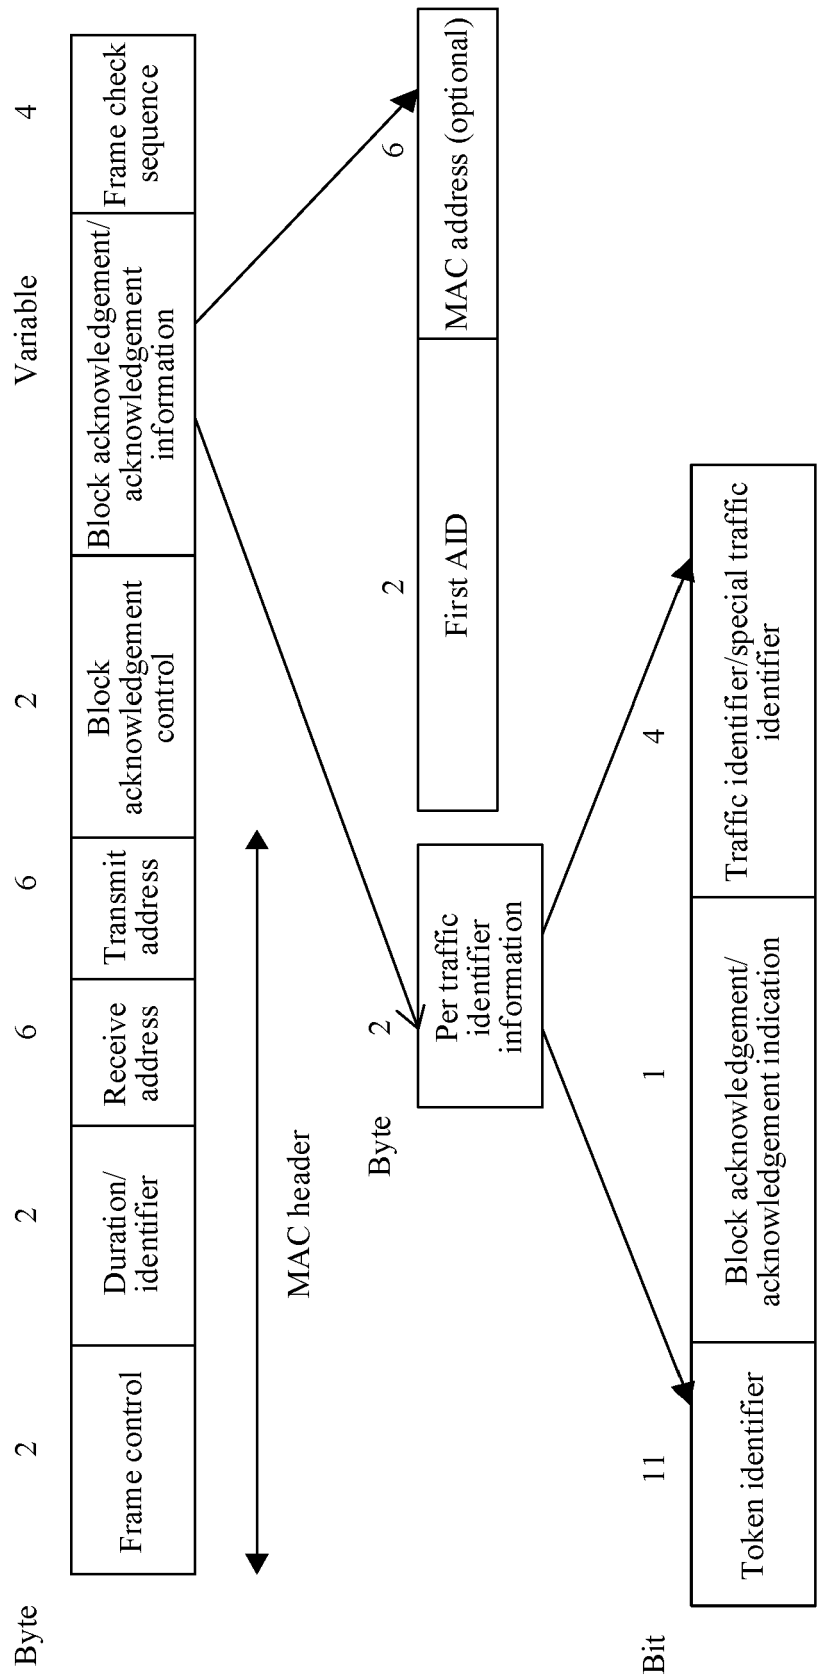 Byte
2
2
6
6
2
Variable
4
Frame control
Duration/
identifier
Receive
address
Transmit
address
Block
acknowledgement
control
Block acknowledgement/
acknowledgement
information
Frame check
sequence
MAC header
Byte
2
2
6
Per traffic
identifier
information
First AID
MAC address (optional)
Bit
11
1
4
Token identifier
Block acknowledgement/
acknowledgement indication
Traffic identifier/special traffic
identifier